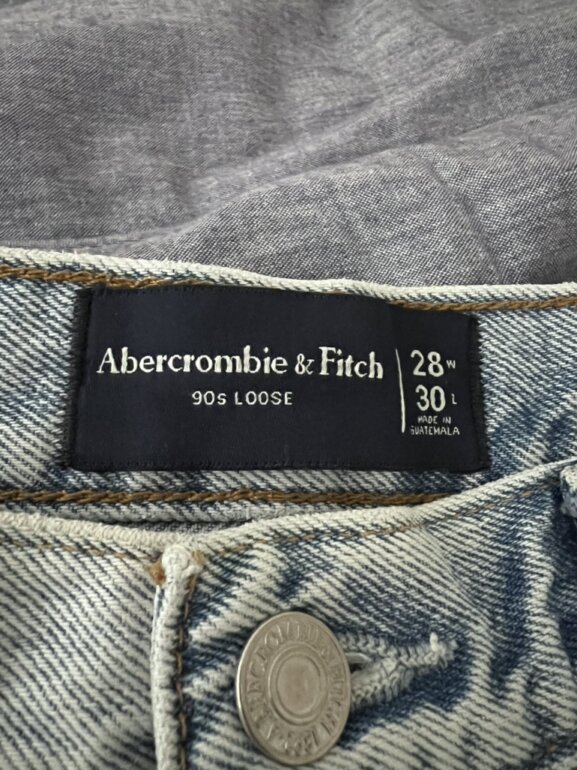 Abercrombie & Fitch
90s LOOSE
28 W
30 L
MADE IN
GUATEMALA